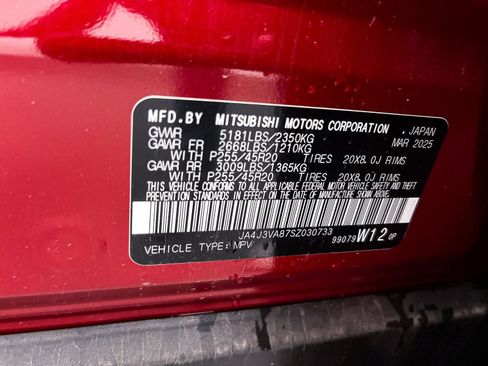 MFD.BY MITSUBISHI MOTORS CORPORATION, JAPAN
GWWR 5181LBS/2350KG MAR 2025
GAWR FR 2668LBS/1210KG
WITH P255/45R20 TIRES 20X8.0J RIMS
GAWR RR 3009LBS/1365KG
WITH P255/45R20 TIRES 20X8.0J RIMS
THIS VEHICLE CONFORMS TO ALL APPLICABLE FEDERAL MOTOR VEHICLE SAFETY AND THEFT
PREVENTION STANDARDS IN EFFECT ON THE DATE OF MANUFACTURE SHOWN ABOVE.
JA4J3VA87SZ030733
VEHICLE TYPE: MPV 99079 W12 0P